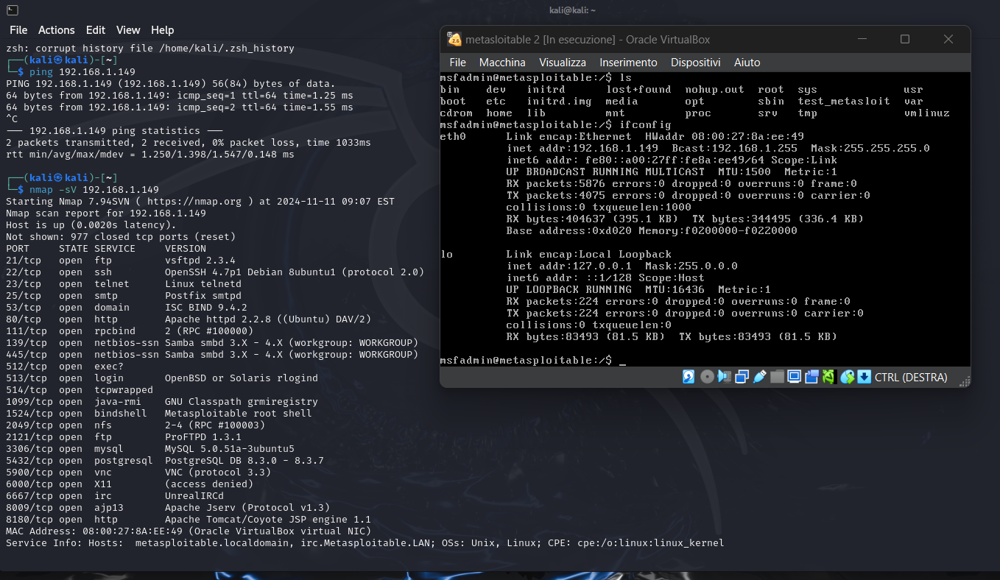 kali@kali: ~
File Actions Edit View Help
zsh: corrupt history file /home/kali/.zsh_history
┌──(kali㉿kali)-[~]
└─$ ping 192.168.1.149
PING 192.168.1.149 (192.168.1.149) 56(84) bytes of data.
64 bytes from 192.168.1.149: icmp_seq=1 ttl=64 time=1.25 ms
64 bytes from 192.168.1.149: icmp_seq=2 ttl=64 time=1.55 ms
^C
--- 192.168.1.149 ping statistics ---
2 packets transmitted, 2 received, 0% packet loss, time 1033ms
rtt min/avg/max/mdev = 1.250/1.398/1.547/0.148 ms
┌──(kali㉿kali)-[~]
└─$ nmap -sV 192.168.1.149
Starting Nmap 7.94SVN ( https://nmap.org ) at 2024-11-11 09:07 EST
Nmap scan report for 192.168.1.149
Host is up (0.0020s latency).
Not shown: 977 closed tcp ports (reset)
PORT STATE SERVICE VERSION
21/tcp open ftp vsftpd 2.3.4
22/tcp open ssh OpenSSH 4.7p1 Debian 8ubuntu1 (protocol 2.0)
23/tcp open telnet Linux telnetd
25/tcp open smtp Postfix smtpd
53/tcp open domain ISC BIND 9.4.2
80/tcp open http Apache httpd 2.2.8 ((Ubuntu) DAV/2)
111/tcp open rpcbind 2 (RPC #100000)
139/tcp open netbios-ssn Samba smbd 3.X - 4.X (workgroup: WORKGROUP)
445/tcp open netbios-ssn Samba smbd 3.X - 4.X (workgroup: WORKGROUP)
512/tcp open exec?
513/tcp open login OpenBSD or Solaris rlogind
514/tcp open tcpwrapped
1099/tcp open java-rmi GNU Classpath grmiregistry
1524/tcp open bindshell Metasploitable root shell
2049/tcp open nfs 2-4 (RPC #100003)
2121/tcp open ftp ProFTPD 1.3.1
3306/tcp open mysql MySQL 5.0.51a-3ubuntu5
5432/tcp open postgresql PostgreSQL DB 8.3.0 - 8.3.7
5900/tcp open vnc VNC (protocol 3.3)
6000/tcp open X11 (access denied)
6667/tcp open irc UnrealIRCd
8009/tcp open ajp13 Apache Jserv (Protocol v1.3)
8180/tcp open http Apache Tomcat/Coyote JSP engine 1.1
MAC Address: 08:00:27:8A:EE:49 (Oracle VirtualBox virtual NIC)
Service Info: Hosts:  metasploitable.localdomain, irc.Metasploitable.LAN; OSs: Unix, Linux; CPE: cpe:/o:linux:linux_kernel
metasloitable 2 [In esecuzione] - Oracle VirtualBox
File Macchina Visualizza Inserimento Dispositivi Aiuto
msfadmin@metasploitable:/$ ls
bin dev initrd lost+found nohup.out root sys usr
boot etc initrd.img media opt sbin test_metasloit var
cdrom home lib mnt proc srv tmp vmlinuz
msfadmin@metasploitable:/$ ifconfig
eth0 Link encap:Ethernet HWaddr 08:00:27:8a:ee:49
inet addr:192.168.1.149 Bcast:192.168.1.255 Mask:255.255.255.0
inet6 addr: fe80::a00:27ff:fe8a:ee49/64 Scope:Link
UP BROADCAST RUNNING MULTICAST MTU:1500 Metric:1
RX packets:5876 errors:0 dropped:0 overruns:0 frame:0
TX packets:4075 errors:0 dropped:0 overruns:0 carrier:0
collisions:0 txqueuelen:1000
RX bytes:404637 (395.1 KB) TX bytes:344495 (336.4 KB)
Base address:0xd020 Memory:f0200000-f0220000
lo Link encap:Local Loopback
inet addr:127.0.0.1 Mask:255.0.0.0
inet6 addr: ::1/128 Scope:Host
UP LOOPBACK RUNNING MTU:16436 Metric:1
RX packets:224 errors:0 dropped:0 overruns:0 frame:0
TX packets:224 errors:0 dropped:0 overruns:0 carrier:0
collisions:0 txqueuelen:0
RX bytes:83493 (81.5 KB) TX bytes:83493 (81.5 KB)
msfadmin@metasploitable:/$ _
CTRL (DESTRA)